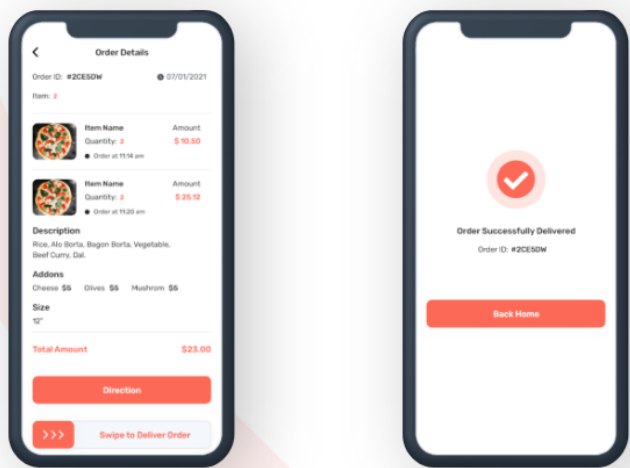 Order Details
Order ID: #2CE5DW 07/01/2021
Item: 2
Item Name Amount
Quantity: 2 $ 10.50
Order at 11:14 am
Item Name Amount
Quantity: 2 $ 25.12
Order at 11:20 am
Description
Rice, Alo Borta, Bagon Borta, Vegetable,
Beef Curry, Dal.
Addons
Cheese $5 Olives $5 Mushrom $5
Size
12"
Total Amount $23.00
Direction
>>> Swipe to Deliver Order
Order Successfully Delivered
Order ID: #2CE5DW
Back Home